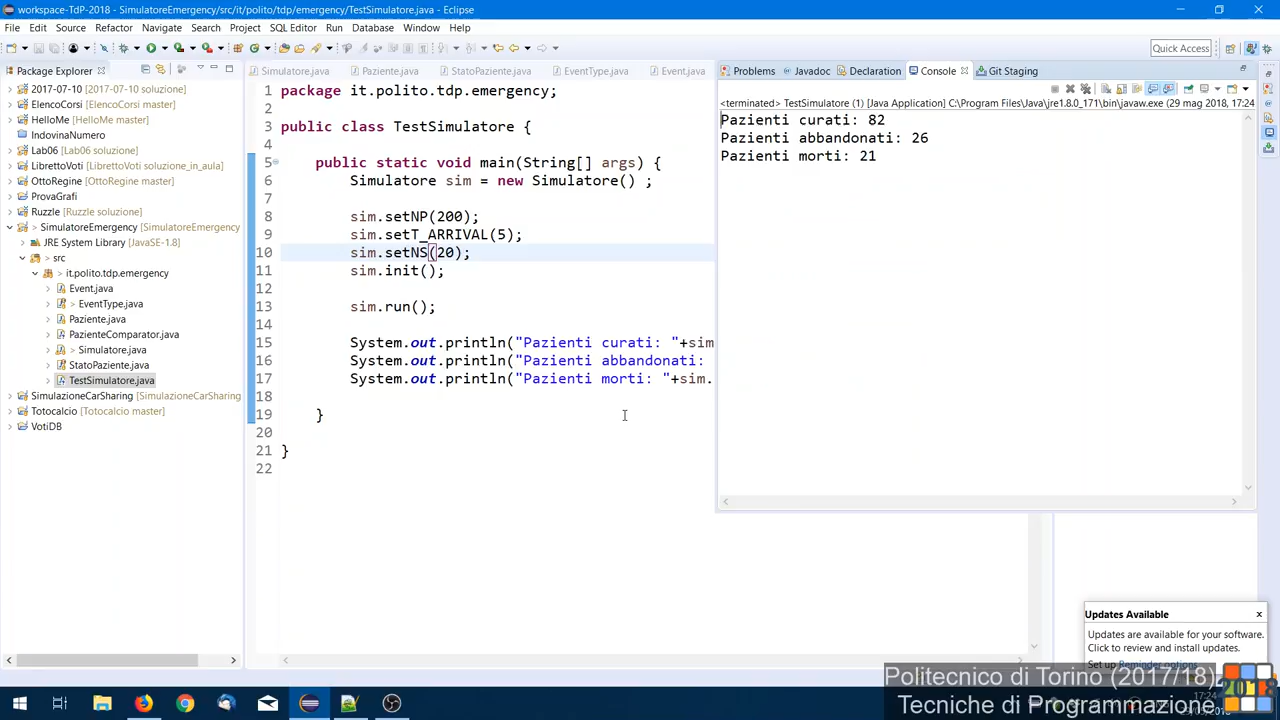 workspace-TdP-2018 - SimulatoreEmergency/src/it/polito/tdp/emergency/TestSimulatore.java - Eclipse
File Edit Source Refactor Navigate Search Project SQL Editor Run Database Window Help
Quick Access
Package Explorer
2017-07-10 [2017-07-10 soluzione]
ElencoCorsi [ElencoCorsi master]
HelloMe [HelloMe master]
IndovinaNumero
Lab06 [Lab06 soluzione]
LibrettoVoti [LibrettoVoti soluzione_in_aula]
OttoRegine [OttoRegine master]
ProvaGrafi
Ruzzle [Ruzzle soluzione]
SimulatoreEmergency [SimulatoreEmergency
JRE System Library [JavaSE-1.8]
src
it.polito.tdp.emergency
Event.java
> EventType.java
Paziente.java
PazienteComparator.java
> Simulatore.java
StatoPaziente.java
TestSimulatore.java
SimulazioneCarSharing [SimulazioneCarSharing
Totocalcio [Totocalcio master]
VotiDB
Simulatore.java Paziente.java StatoPaziente.java EventType.java Event.java
1 package it.polito.tdp.emergency;
2
3 public class TestSimulatore {
4
5 public static void main(String[] args) {
6 Simulatore sim = new Simulatore() ;
7
8 sim.setNP(200);
9 sim.setT_ARRIVAL(5);
10 sim.setNS(20);
11 sim.init();
12
13 sim.run();
14
15 System.out.println("Pazienti curati: "+sim
16 System.out.println("Pazienti abbandonati:
17 System.out.println("Pazienti morti: "+sim.
18
19 }
20
21 }
22
Problems Javadoc Declaration Console Git Staging
<terminated> TestSimulatore (1) [Java Application] C:\Program Files\Java\jre1.8.0_171\bin\javaw.exe (29 mag 2018, 17:24
Pazienti curati: 82
Pazienti abbandonati: 26
Pazienti morti: 21
Updates Available
Updates are available for your software.
Click to review and install updates.
Set up Reminder options
Politecnico di Torino (2017/18)
Tecniche di Programmazione
17:24
2018